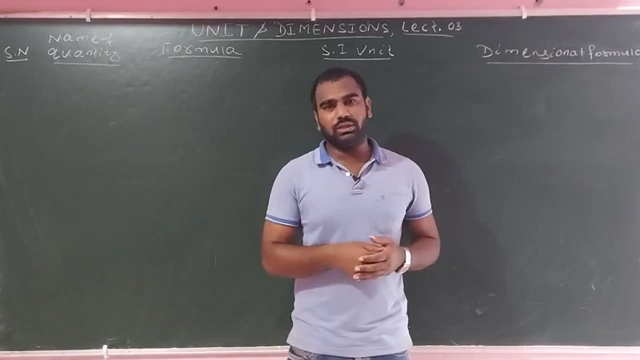 UNIT & DIMENSIONS, Lect. 03
S.N Name of Quantity Formula S.I Unit Dimensional formula